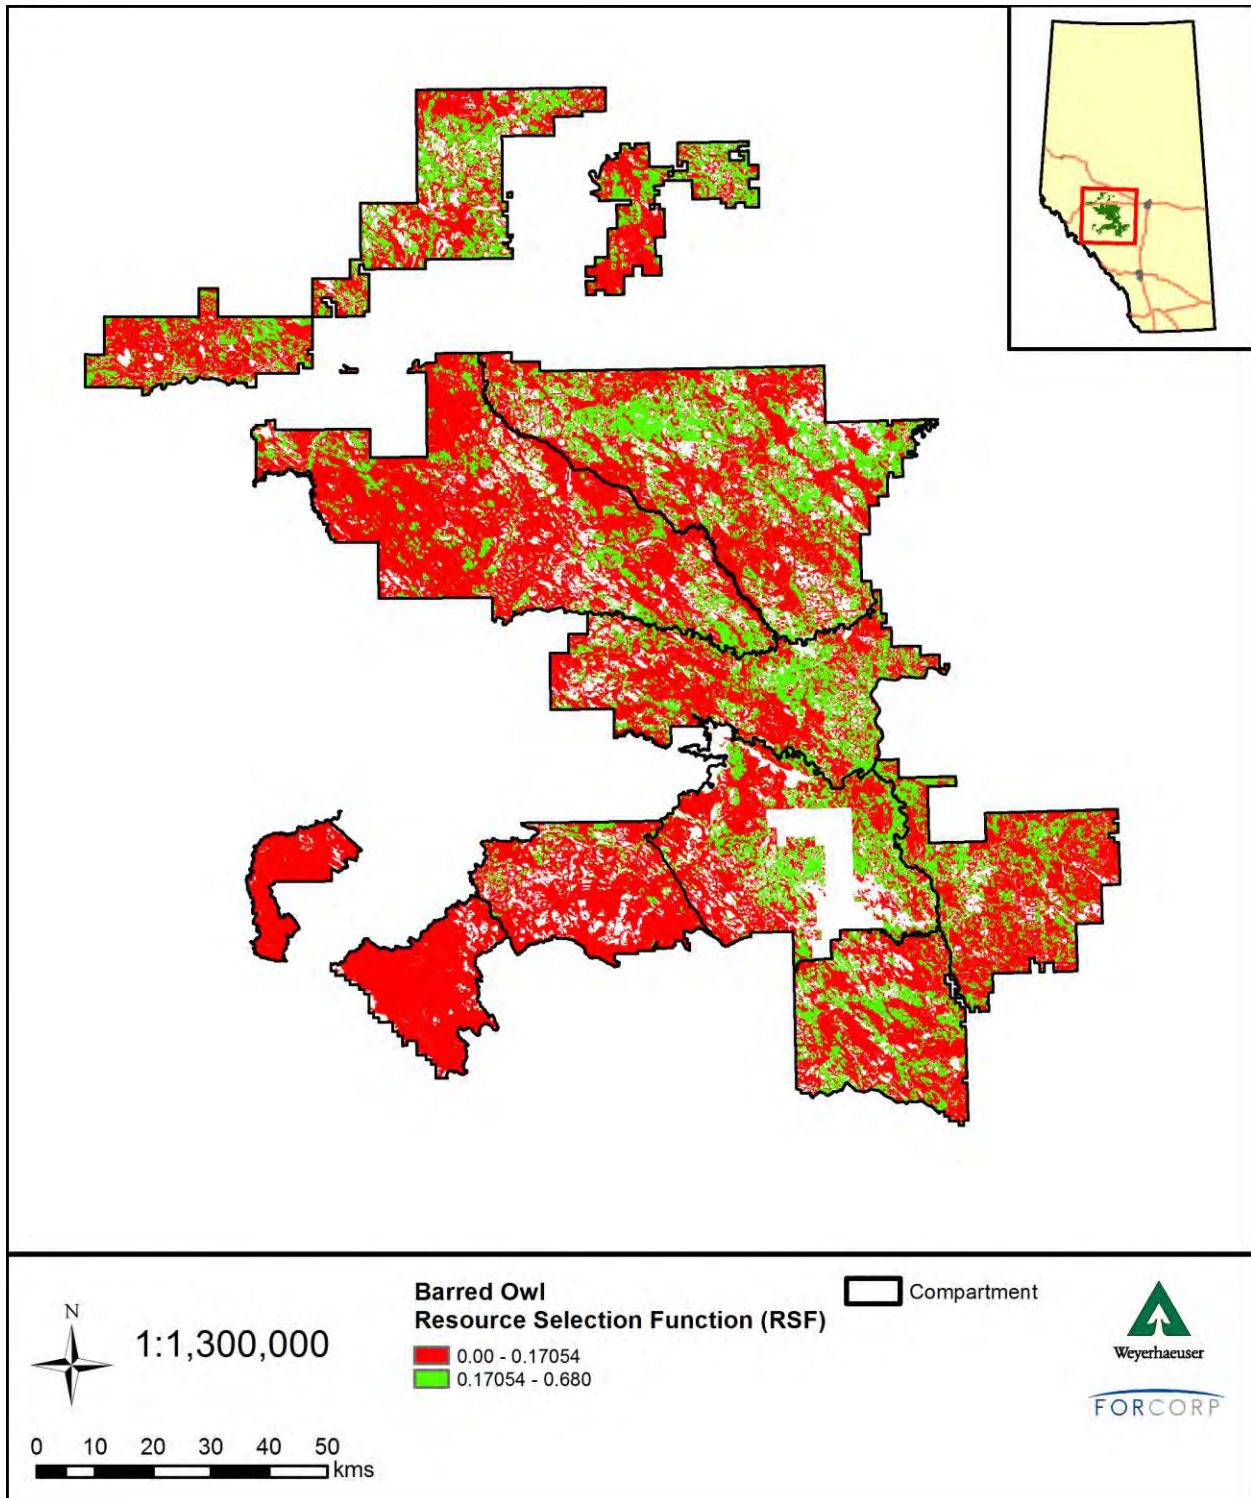 N
1:1,300,000
0 10 20 30 40 50
kms
Barred Owl
Resource Selection Function (RSF)
0.00 - 0.17054
0.17054 - 0.680
Compartment
Weyerhaeuser
FORCORP